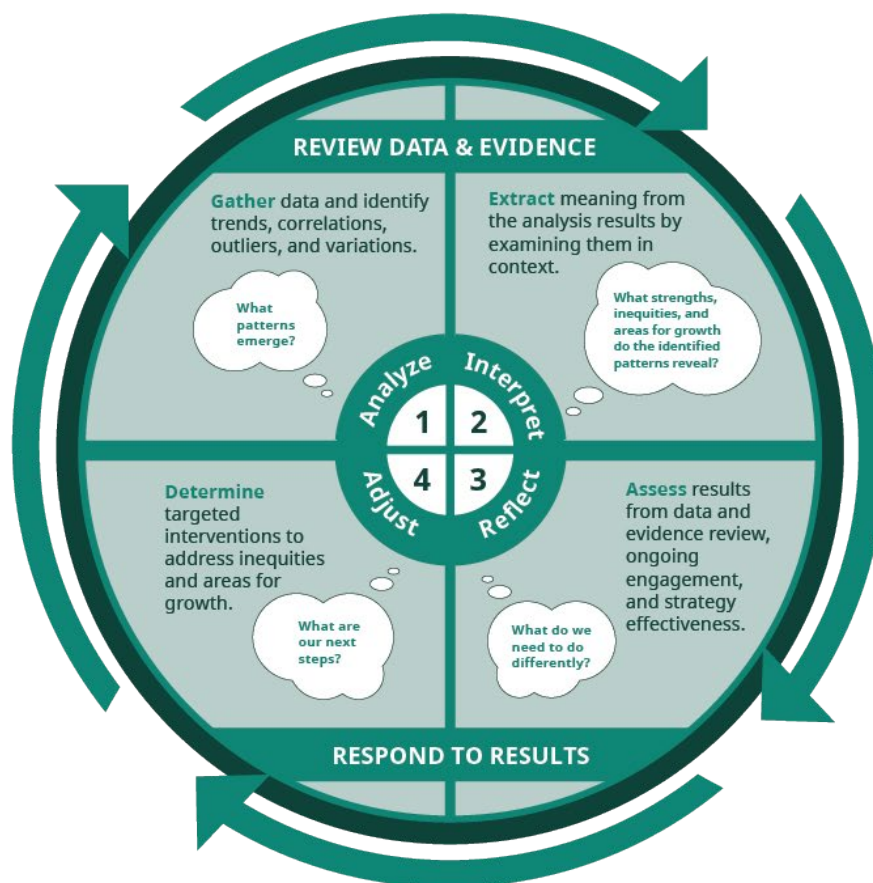 REVIEW DATA & EVIDENCE
Gather data and identify
trends, correlations,
outliers, and variations.
What
patterns
emerge?
Extract meaning from
the analysis results by
examining them in
context.
What strengths,
inequities, and
areas for growth
do the identified
patterns reveal?
Analyze
Interpret
1
2
4
3
Adjust
Reflect
Determine
targeted
interventions to
address inequities
and areas for
growth.
What are
our next
steps?
Assess results
from data and
evidence review,
ongoing
engagement,
and strategy
effectiveness.
What do we
need to do
differently?
RESPOND TO RESULTS